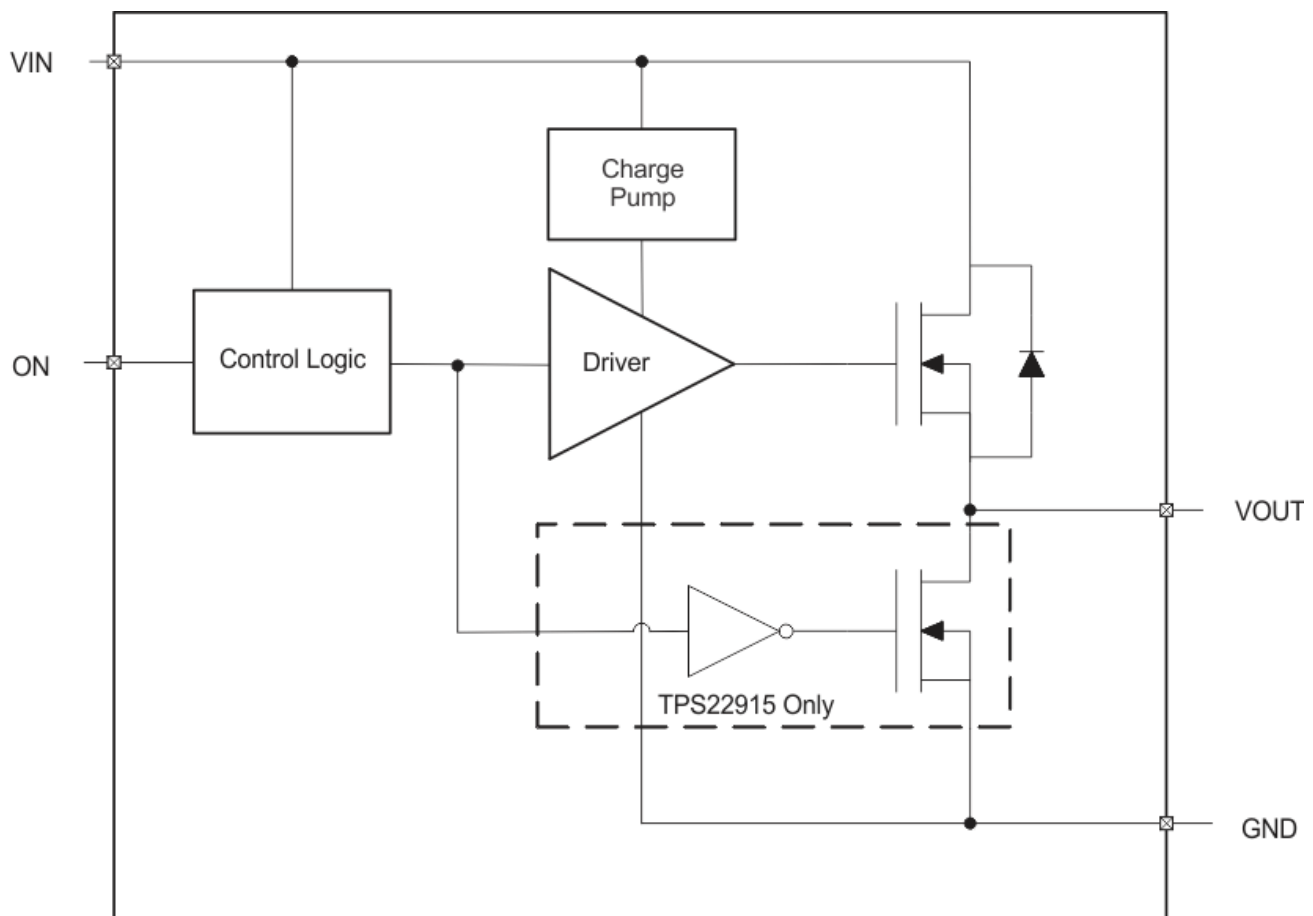 VIN
Charge
Pump
ON
Control Logic
Driver
VOUT
TPS22915 Only
GND